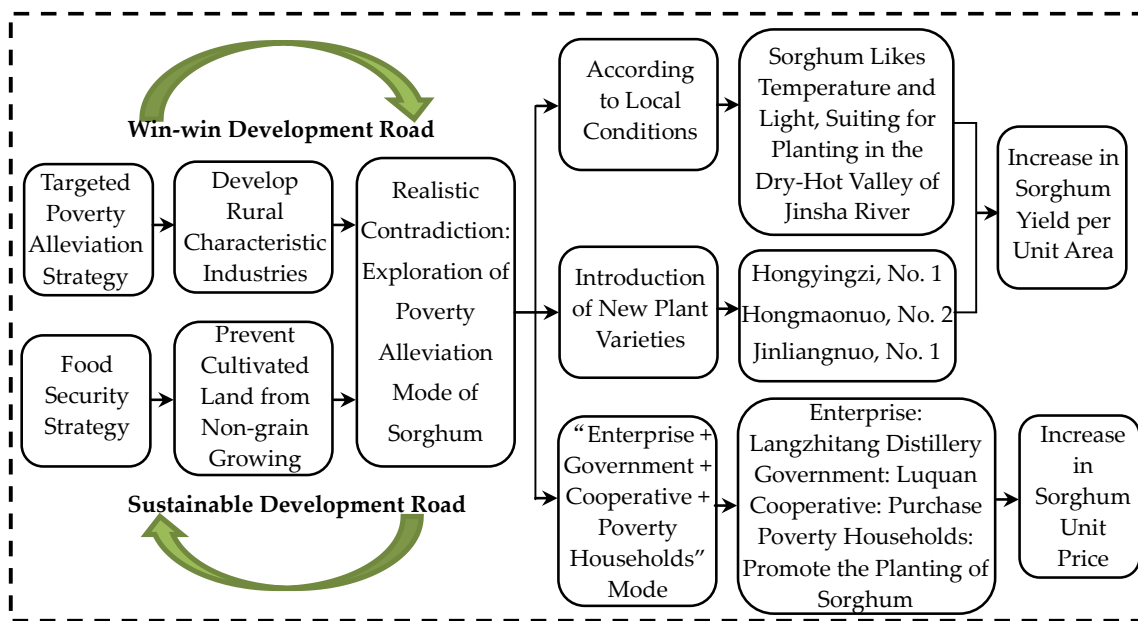 Win-win Development Road
Targeted
Poverty
Alleviation
Strategy
Develop
Rural
Characteristic
Industries
Food
Security
Strategy
Prevent
Cultivated
Land from
Non-grain
Growing
Sustainable Development Road
Realistic
Contradiction:
Exploration of
Poverty
Alleviation
Mode of
Sorghum
According
to Local
Conditions
Sorghum Likes
Temperature and
Light, Suiting for
Planting in the
Dry-Hot Valley of
Jinsha River
Introduction
of New Plant
Varieties
Hongyingzi, No. 1
Hongmaonuo, No. 2
Jinliangnuo, No. 1
Increase in
Sorghum
Yield per
Unit Area
“Enterprise +
Government +
Cooperative +
Poverty
Households”
Mode
Enterprise:
Langzhitang Distillery
Government: Luquan
Cooperative: Purchase
Poverty Households:
Promote the Planting of
Sorghum
Increase
in
Sorghum
Unit
Price